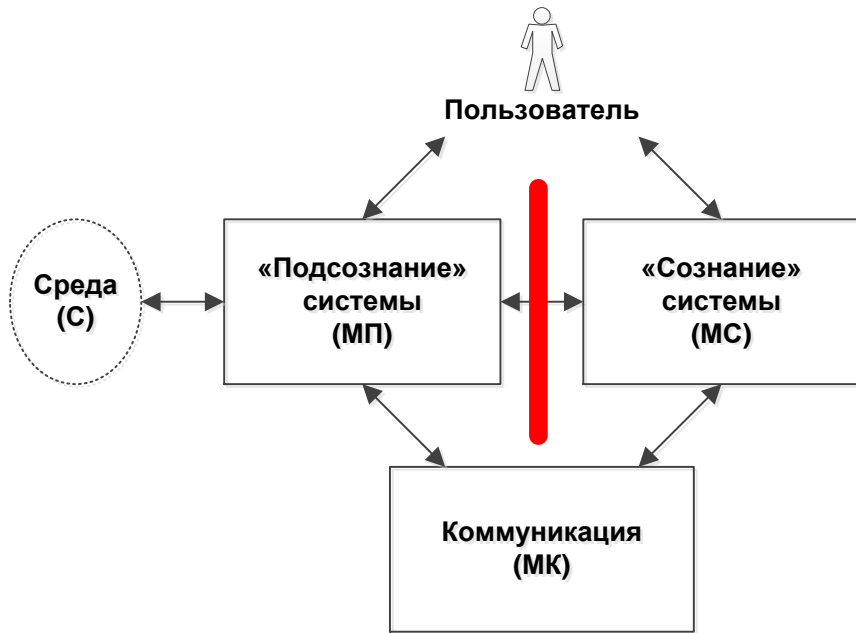 Пользователь
Среда
(С)
«Подсознание»
системы
(МП)
«Сознание»
системы
(МС)
Коммуникация
(МК)